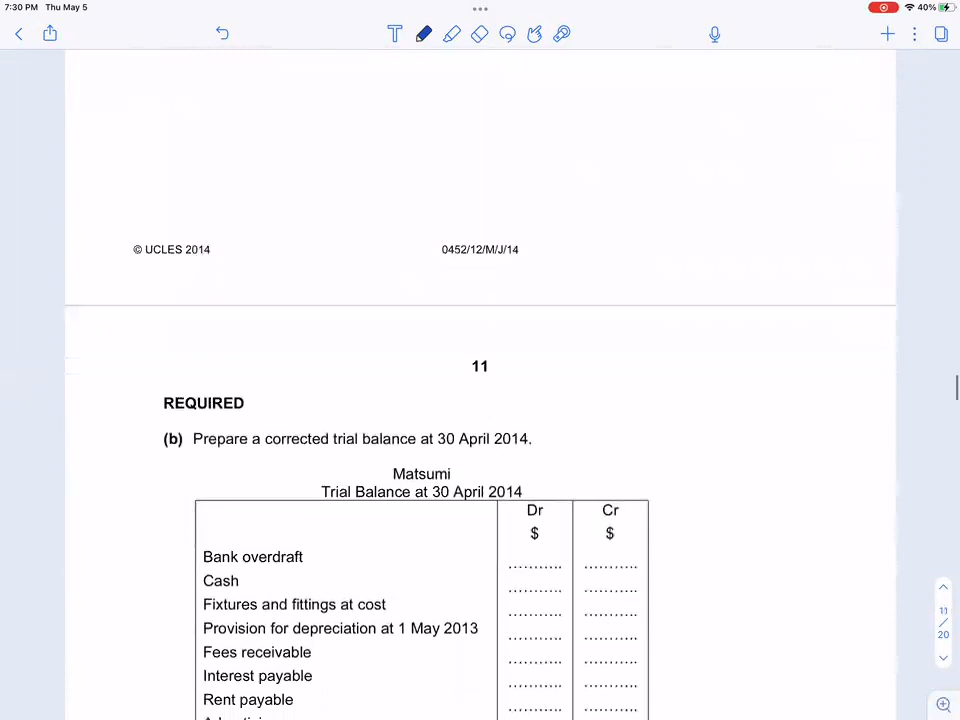 7:30 PM Thu May 5
40%
© UCLES 2014
0452/12/M/J/14
11
REQUIRED
(b) Prepare a corrected trial balance at 30 April 2014.
Matsumi
Trial Balance at 30 April 2014
Dr Cr
$ $
Bank overdraft ........... ...........
Cash ........... ...........
Fixtures and fittings at cost ........... ...........
Provision for depreciation at 1 May 2013 ........... ...........
Fees receivable ........... ...........
Interest payable ........... ...........
Rent payable ........... ...........
11
/
20